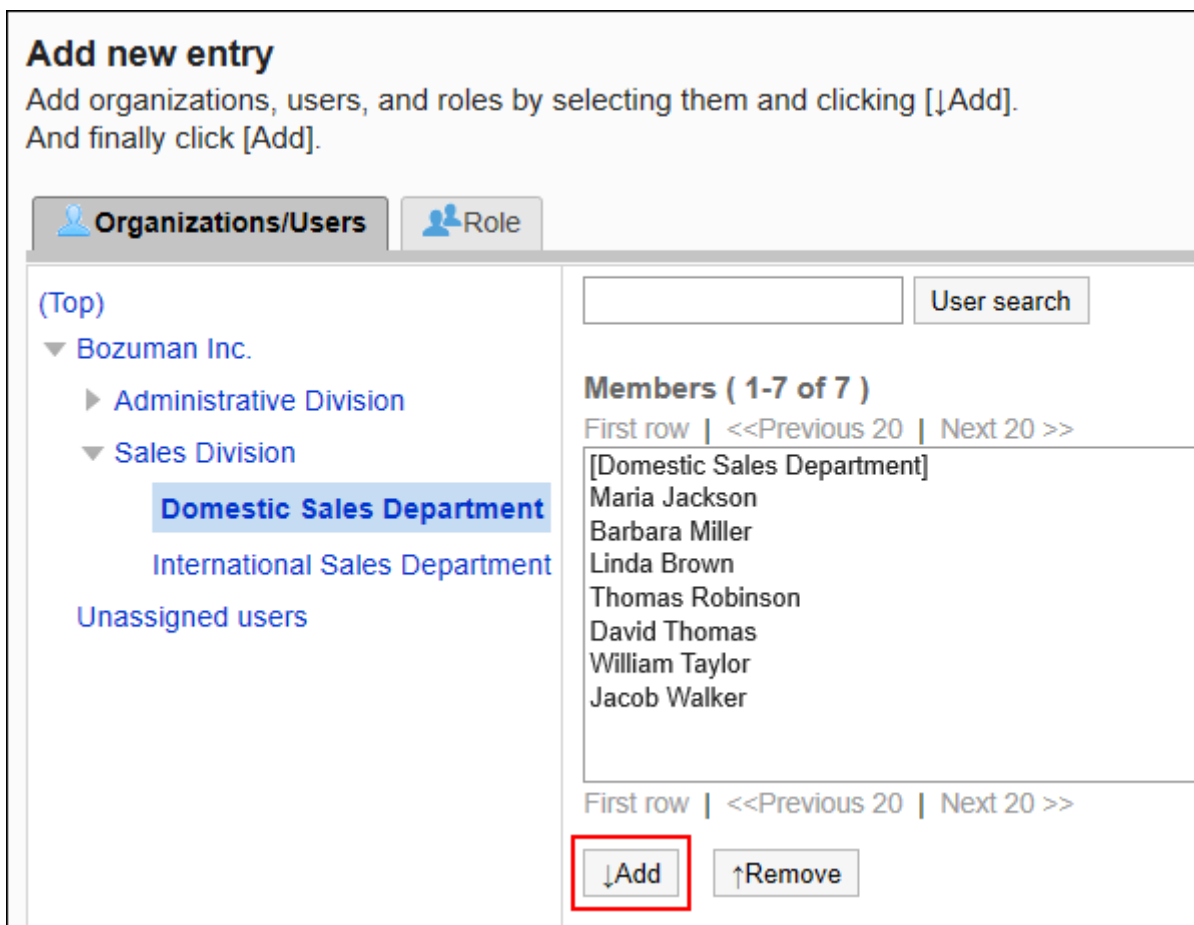 Add new entry
Add organizations, users, and roles by selecting them and clicking [↓Add].
And finally click [Add].
Organizations/Users
Role
(Top)
Bozuman Inc.
Administrative Division
Sales Division
Domestic Sales Department
International Sales Department
Unassigned users
User search
Members ( 1-7 of 7 )
First row | <<Previous 20 | Next 20 >>
[Domestic Sales Department]
Maria Jackson
Barbara Miller
Linda Brown
Thomas Robinson
David Thomas
William Taylor
Jacob Walker
First row | <<Previous 20 | Next 20 >>
↓Add
↑Remove